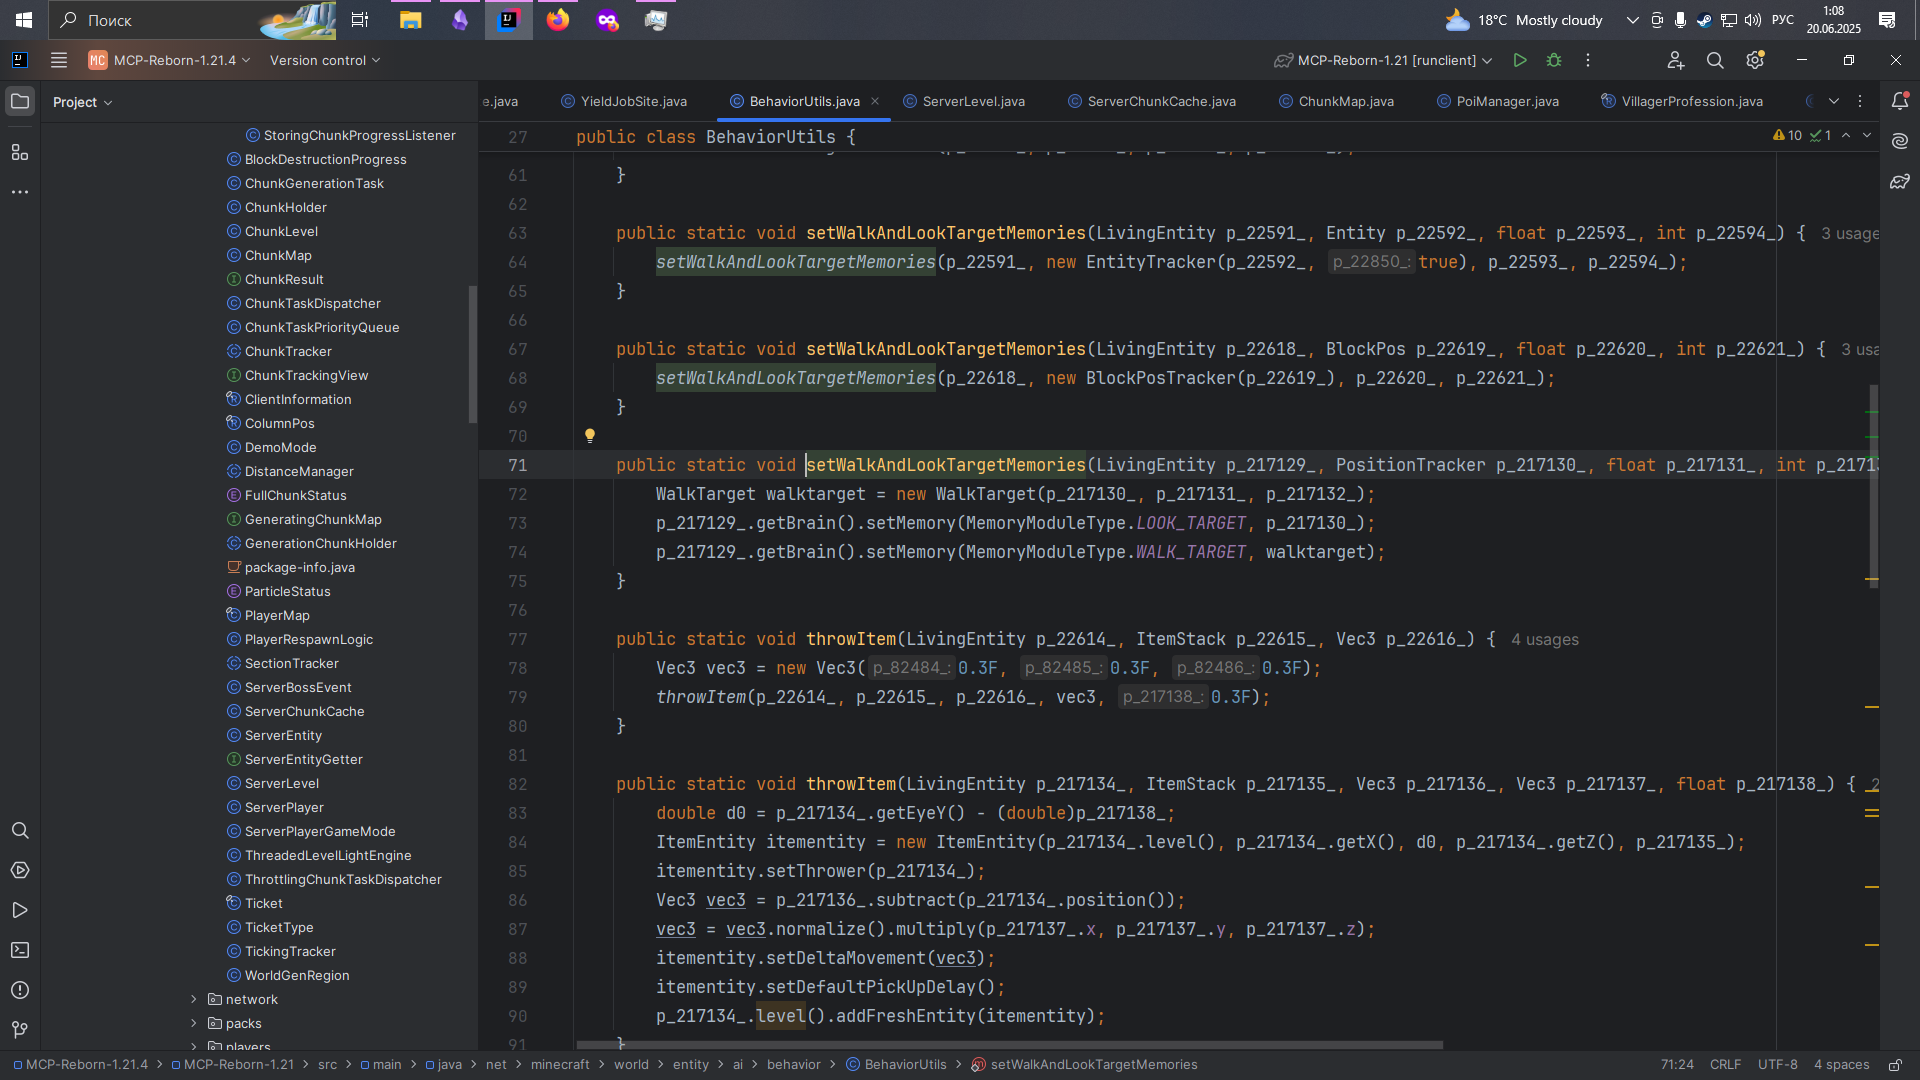 Поиск
18°C Mostly cloudy
РУС
1:08
20.06.2025
MC MCP-Reborn-1.21.4
Version control
MCP-Reborn-1.21 [runclient]
Project
e.java
YieldJobSite.java
BehaviorUtils.java
ServerLevel.java
ServerChunkCache.java
ChunkMap.java
PoiManager.java
VillagerProfession.java
StoringChunkProgressListener
BlockDestructionProgress
ChunkGenerationTask
ChunkHolder
ChunkLevel
ChunkMap
ChunkResult
ChunkTaskDispatcher
ChunkTaskPriorityQueue
ChunkTracker
ChunkTrackingView
ClientInformation
ColumnPos
DemoMode
DistanceManager
FullChunkStatus
GeneratingChunkMap
GenerationChunkHolder
package-info.java
ParticleStatus
PlayerMap
PlayerRespawnLogic
SectionTracker
ServerBossEvent
ServerChunkCache
ServerEntity
ServerEntityGetter
ServerLevel
ServerPlayer
ServerPlayerGameMode
ThreadedLevelLightEngine
ThrottlingChunkTaskDispatcher
Ticket
TicketType
TickingTracker
WorldGenRegion
network
packs
players
27 public class BehaviorUtils {
10 1
61 }
62
63 public static void setWalkAndLookTargetMemories(LivingEntity p_22591_, Entity p_22592_, float p_22593_, int p_22594_) { 3 usage
64 setWalkAndLookTargetMemories(p_22591_, new EntityTracker(p_22592_, p_22850_: true), p_22593_, p_22594_);
65 }
66
67 public static void setWalkAndLookTargetMemories(LivingEntity p_22618_, BlockPos p_22619_, float p_22620_, int p_22621_) { 3 usa
68 setWalkAndLookTargetMemories(p_22618_, new BlockPosTracker(p_22619_), p_22620_, p_22621_);
69 }
70
71 public static void setWalkAndLookTargetMemories(LivingEntity p_217129_, PositionTracker p_217130_, float p_217131_, int p_2171
72 WalkTarget walktarget = new WalkTarget(p_217130_, p_217131_, p_217132_);
73 p_217129_.getBrain().setMemory(MemoryModuleType.LOOK_TARGET, p_217130_);
74 p_217129_.getBrain().setMemory(MemoryModuleType.WALK_TARGET, walktarget);
75 }
76
77 public static void throwItem(LivingEntity p_22614_, ItemStack p_22615_, Vec3 p_22616_) { 4 usages
78 Vec3 vec3 = new Vec3( p_82484_: 0.3F, p_82485_: 0.3F, p_82486_: 0.3F);
79 throwItem(p_22614_, p_22615_, p_22616_, vec3, p_217138_: 0.3F);
80 }
81
82 public static void throwItem(LivingEntity p_217134_, ItemStack p_217135_, Vec3 p_217136_, Vec3 p_217137_, float p_217138_) { 2
83 double d0 = p_217134_.getEyeY() - (double)p_217138_;
84 ItemEntity itementity = new ItemEntity(p_217134_.level(), p_217134_.getX(), d0, p_217134_.getZ(), p_217135_);
85 itementity.setThrower(p_217134_);
86 Vec3 vec3 = p_217136_.subtract(p_217134_.position());
87 vec3 = vec3.normalize().multiply(p_217137_.x, p_217137_.y, p_217137_.z);
88 itementity.setDeltaMovement(vec3);
89 itementity.setDefaultPickUpDelay();
90 p_217134_.level().addFreshEntity(itementity);
91 }
MCP-Reborn-1.21.4 > MCP-Reborn-1.21 > src > main > java > net > minecraft > world > entity > ai > behavior > BehaviorUtils > setWalkAndLookTargetMemories
71:24 CRLF UTF-8 4 spaces